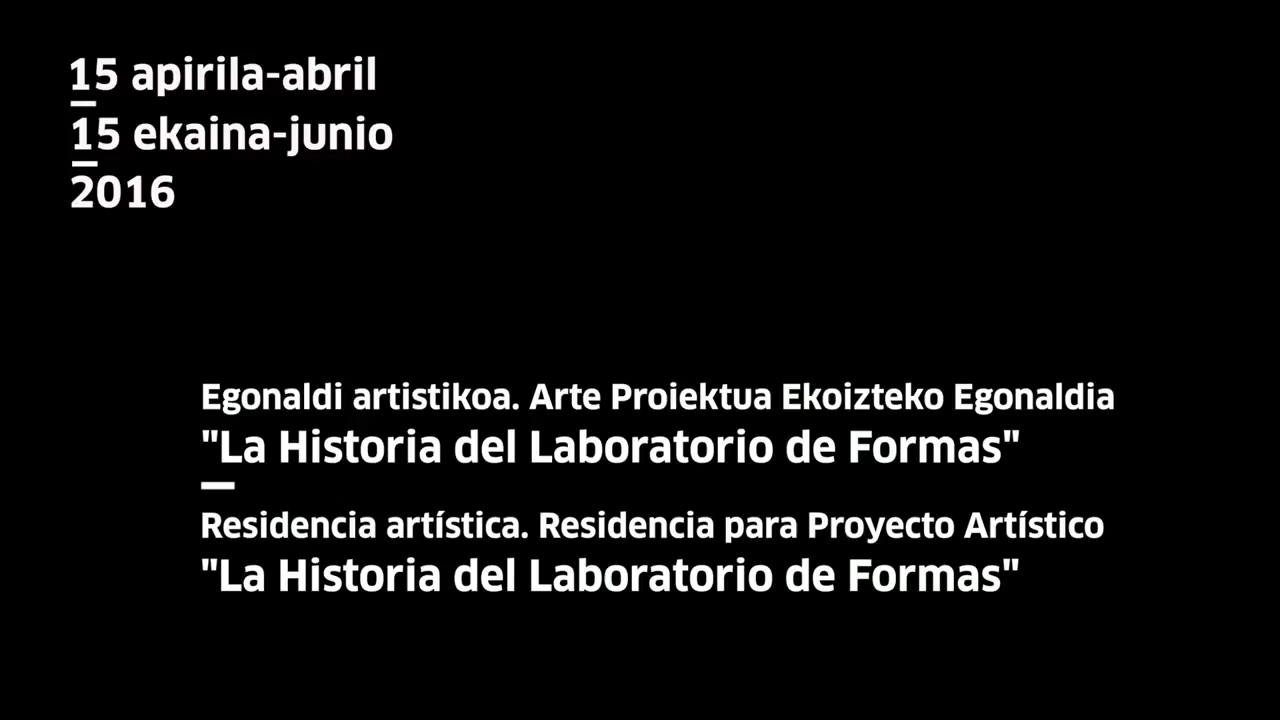 15 apirila-abril
15 ekaina-junio
2016
Egonaldi artistikoa. Arte Proiektua Ekoizteko Egonaldia
"La Historia del Laboratorio de Formas"
Residencia artística. Residencia para Proyecto Artístico
"La Historia del Laboratorio de Formas"